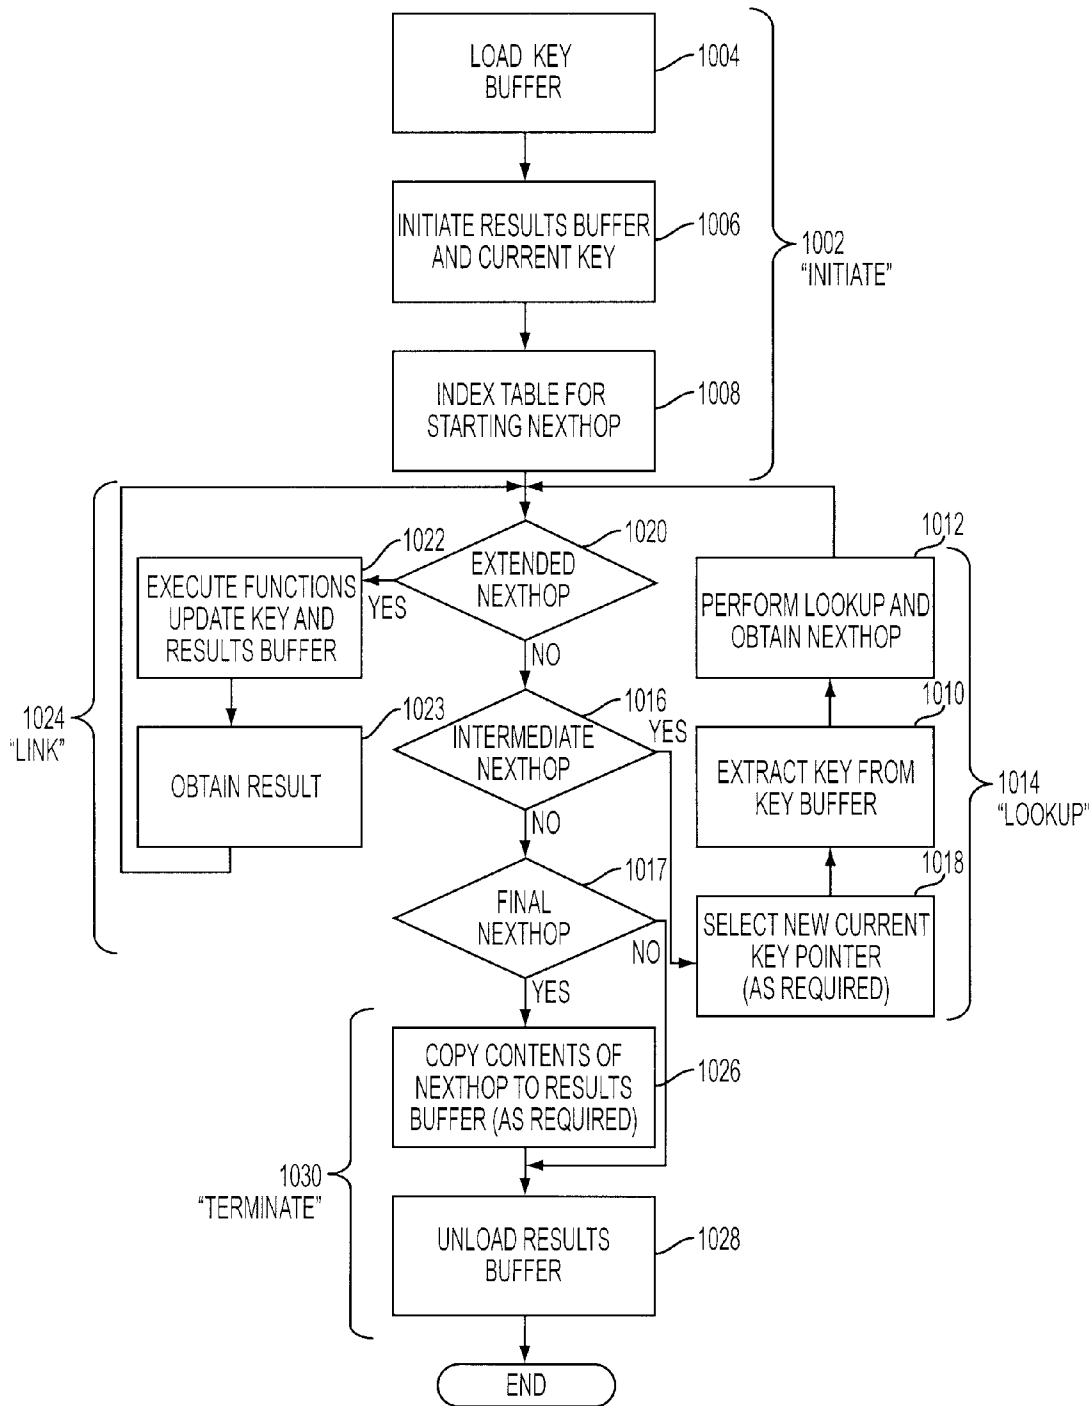 LOAD KEY
BUFFER
1004
INITIATE RESULTS BUFFER
AND CURRENT KEY
1006
1002
"INITIATE"
INDEX TABLE FOR
STARTING NEXTHOP
1008
EXTENDED
NEXTHOP
1020
YES
NO
1022
EXECUTE FUNCTIONS
UPDATE KEY AND
RESULTS BUFFER
1023
OBTAIN RESULT
1024
"LINK"
INTERMEDIATE
NEXTHOP
1016
YES
NO
1012
PERFORM LOOKUP AND
OBTAIN NEXTHOP
1010
EXTRACT KEY FROM
KEY BUFFER
1014
"LOOKUP"
1018
SELECT NEW CURRENT
KEY POINTER
(AS REQUIRED)
FINAL
NEXTHOP
1017
NO
YES
COPY CONTENTS OF
NEXTHOP TO RESULTS
BUFFER (AS REQUIRED)
1026
1030
"TERMINATE"
UNLOAD RESULTS
BUFFER
1028
END